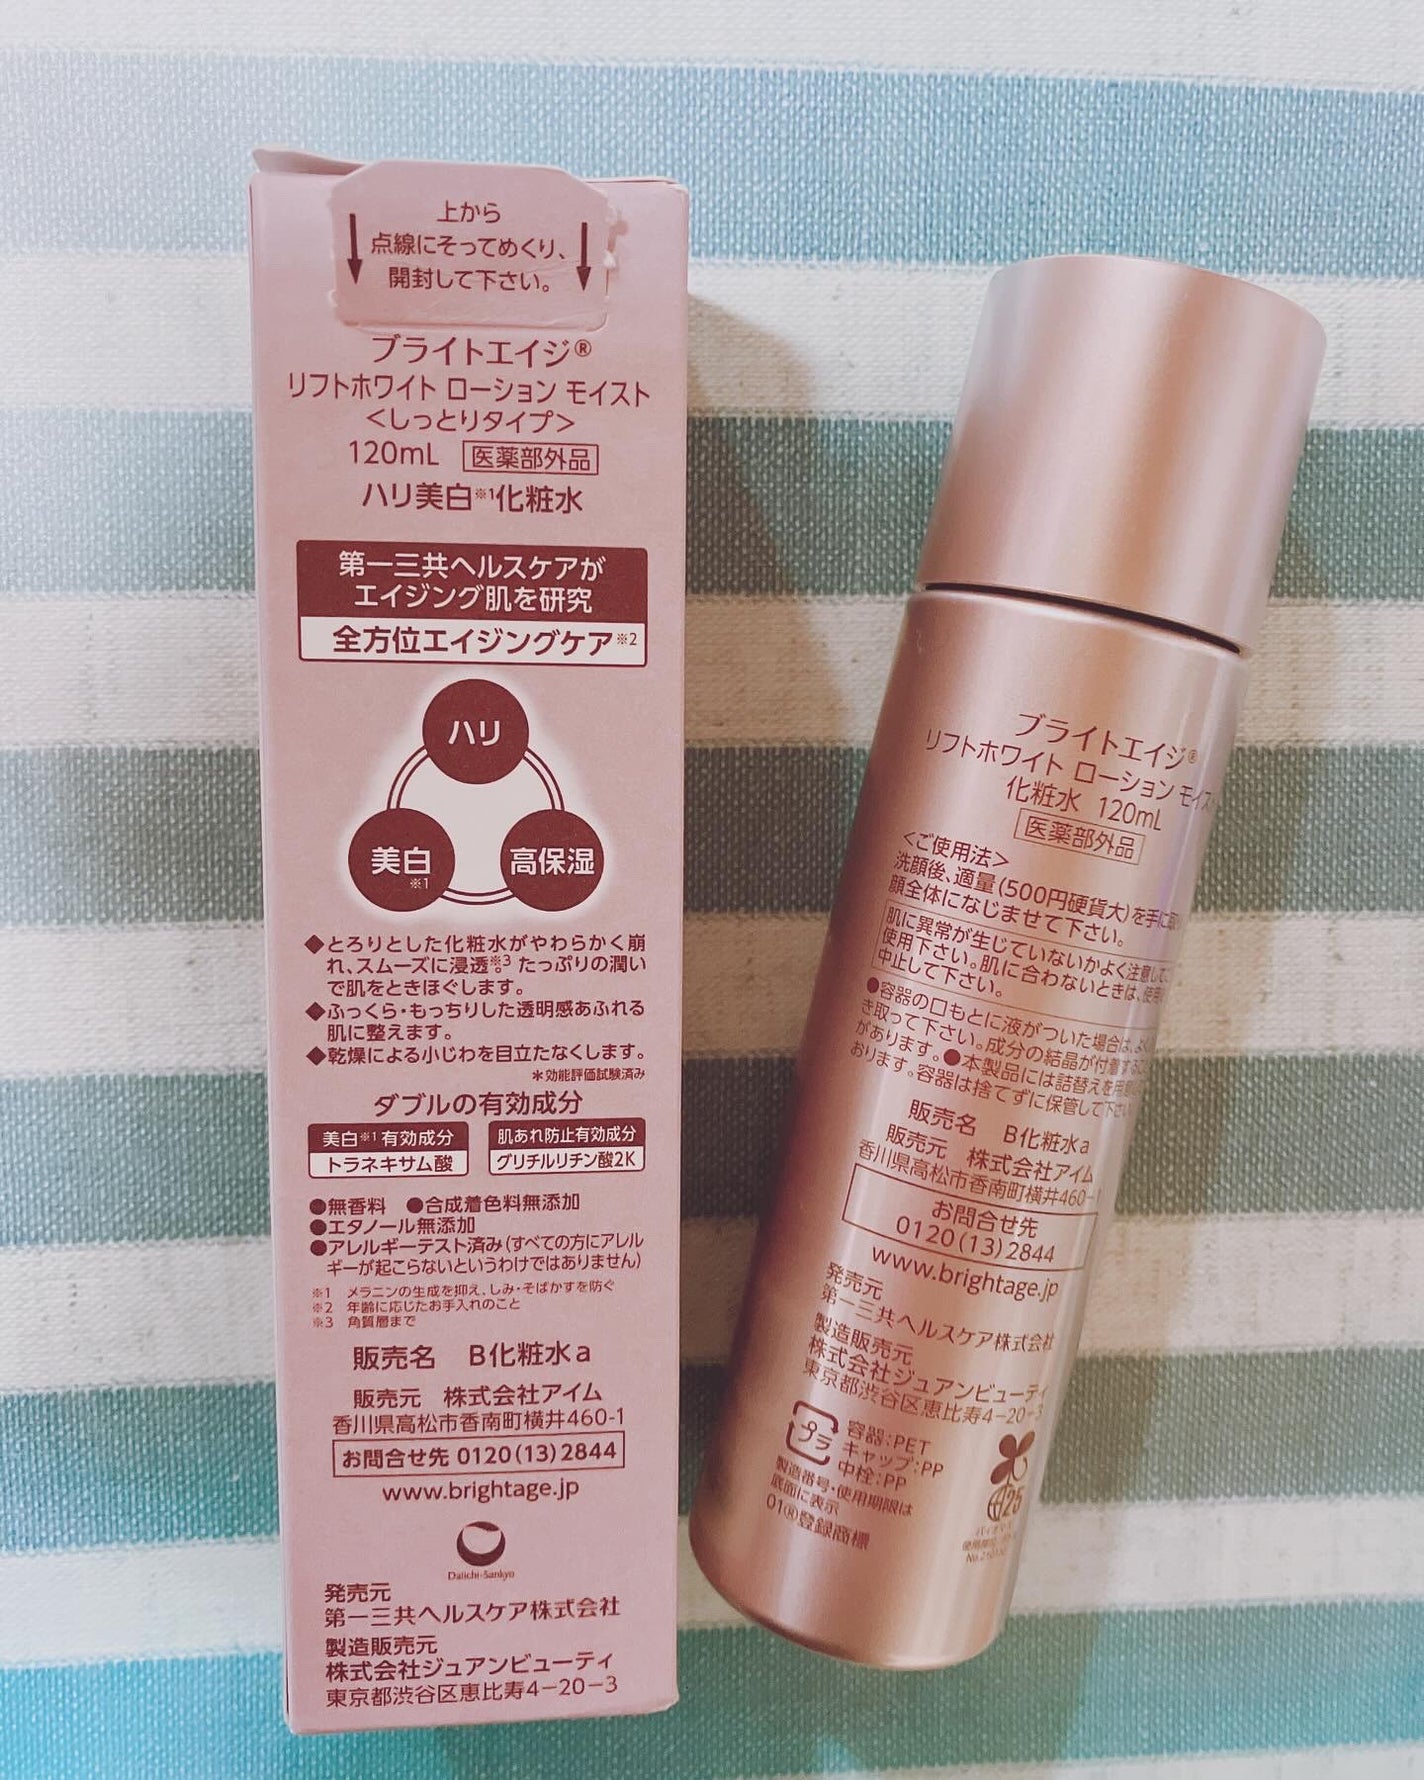 上から
点線にそってめくり、
開封して下さい。
ブライトエイジ®
リフトホワイト ローション モイスト
＜しっとりタイプ＞
120mL 医薬部外品
ハリ美白※1化粧水
第一三共ヘルスケアが
エイジング肌を研究
全方位エイジングケア※2
ハリ
美白※1
高保湿
◆とろりとした化粧水がやわらかく崩
れ、スムーズに浸透※3。たっぷりの潤い
で肌をときほぐします。
◆ふっくら・もっちりした透明感あふれる
肌に整えます。
◆乾燥による小じわを目立たなくします。
＊効能評価試験済み
ダブルの有効成分
美白※1有効成分
トラネキサム酸
肌あれ防止有効成分
グリチルリチン酸2K
●無香料 ●合成着色料無添加
●エタノール無添加
●アレルギーテスト済み(すべての方にアレル
ギーが起こらないというわけではありません)
※1 メラニンの生成を抑え、しみ・そばかすを防ぐ
※2 年齢に応じたお手入れのこと
※3 角質層まで
販売名 B化粧水a
販売元 株式会社アイム
香川県高松市香南町横井460-1
お問合せ先 0120(13)2844
www.brightage.jp
Daiichi-Sankyo
発売元
第一三共ヘルスケア株式会社
製造販売元
株式会社ジュアンビューティ
東京都渋谷区恵比寿4-20-3
ブライトエイジ®
リフトホワイト ローション モイス
化粧水 120mL
医薬部外品
＜ご使用法＞
洗顔後、適量(500円硬貨大)を手に取り
顔全体になじませて下さい。
肌に異常が生じていないかよく注意して
使用下さい。肌に合わないときは、使用
中止して下さい。
●容器の口もとに液がついた場合は、よく
き取って下さい。成分の結晶が付着するこ
があります。●本製品には詰替えを用意
おります。容器は捨てずに保管して下さい
販売名 B化粧水a
販売元 株式会社アイム
香川県高松市香南町横井460-1
お問合せ先
0120(13)2844
www.brightage.jp
発売元
第一三共ヘルスケア株式会社
製造販売元
株式会社ジュアンビューティ
東京都渋谷区恵比寿4-20-3
プラ
容器:PET
キャップ:PP
中栓:PP
製造番号・使用期限は
底面に表示
01®登録商標
25